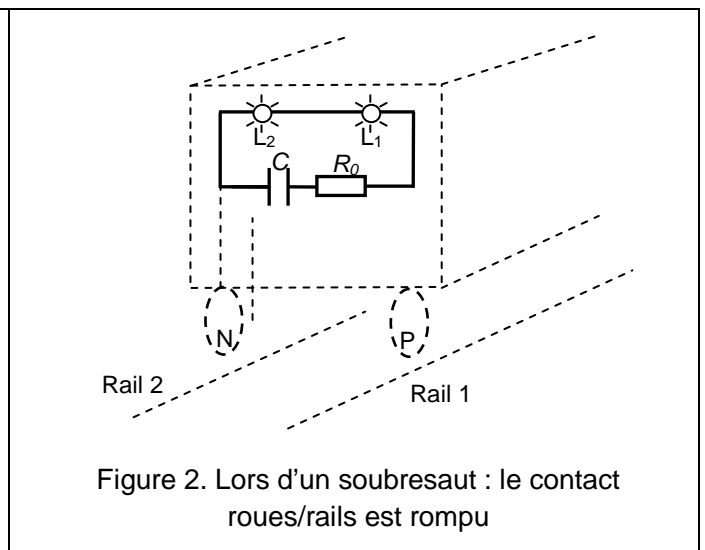 L₂ L₁
C R₀
N P
Rail 2
Rail 1
Figure 2. Lors d'un soubresaut : le contact
roues/rails est rompu